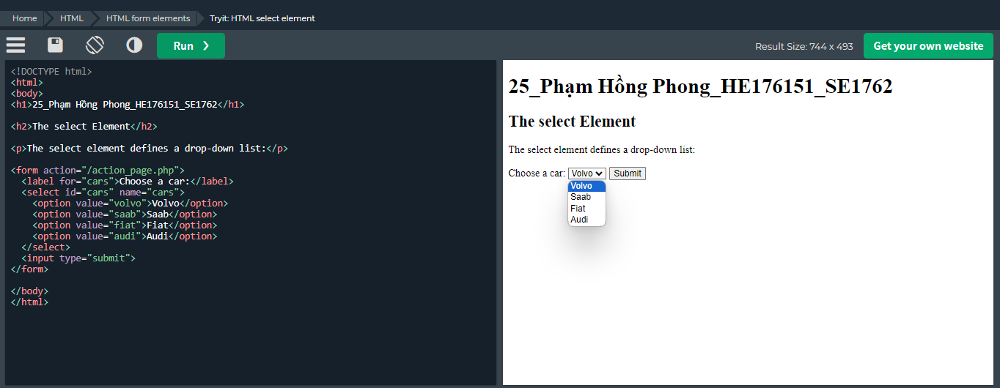 Home HTML HTML form elements Tryit: HTML select element
Run ❯ Result Size: 744 x 493 Get your own website
<!DOCTYPE html>
<html>
<body>
<h1>25_Phạm Hồng Phong_HE176151_SE1762</h1>
<h2>The select Element</h2>
<p>The select element defines a drop-down list:</p>
<form action="/action_page.php">
  <label for="cars">Choose a car:</label>
  <select id="cars" name="cars">
    <option value="volvo">Volvo</option>
    <option value="saab">Saab</option>
    <option value="fiat">Fiat</option>
    <option value="audi">Audi</option>
  </select>
  <input type="submit">
</form>
</body>
</html>
25_Phạm Hồng Phong_HE176151_SE1762
The select Element
The select element defines a drop-down list:
Choose a car: Volvo Submit
Volvo
Saab
Fiat
Audi